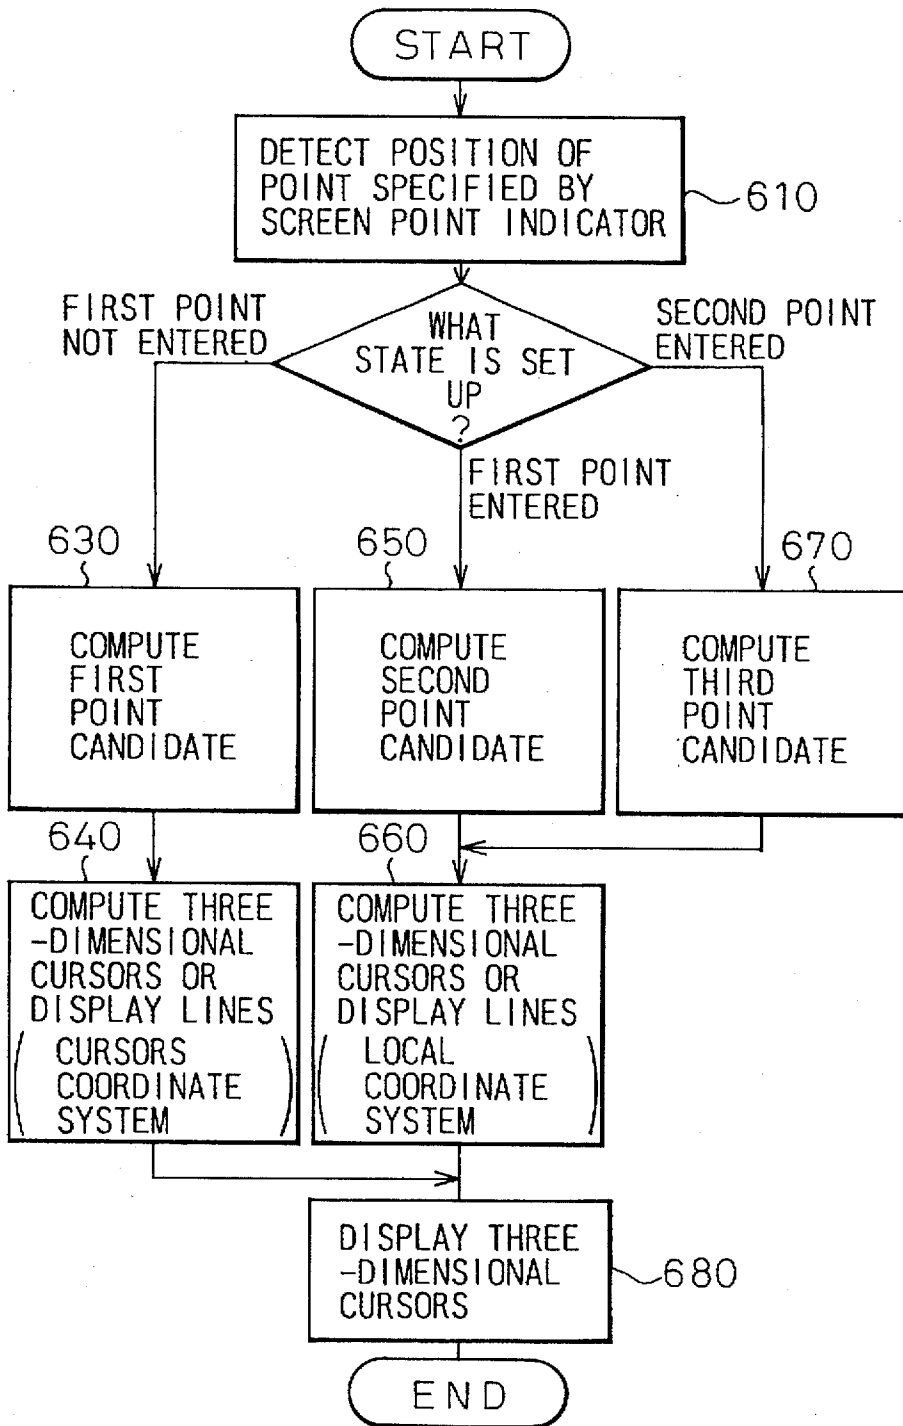 START
DETECT POSITION OF
POINT SPECIFIED BY
SCREEN POINT INDICATOR
610
FIRST POINT
NOT ENTERED
WHAT
STATE IS SET
UP
?
SECOND POINT
ENTERED
FIRST POINT
ENTERED
630
COMPUTE
FIRST
POINT
CANDIDATE
650
COMPUTE
SECOND
POINT
CANDIDATE
670
COMPUTE
THIRD
POINT
CANDIDATE
640
COMPUTE THREE
-DIMENSIONAL
CURSORS OR
DISPLAY LINES
( CURSORS
COORDINATE
SYSTEM )
660
COMPUTE THREE
-DIMENSIONAL
CURSORS OR
DISPLAY LINES
( LOCAL
COORDINATE
SYSTEM )
DISPLAY THREE
-DIMENSIONAL
CURSORS
680
END